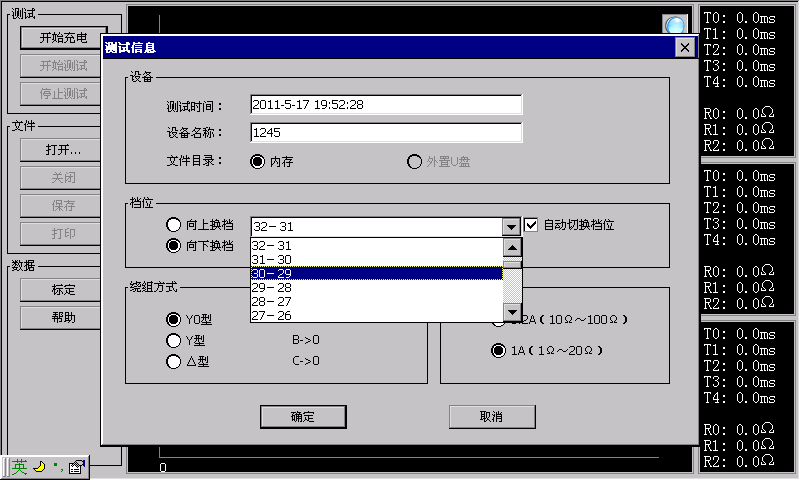 测试
开始充电
开始测试
停止测试
文件
打开...
关闭
保存
打印
数据
标定
帮助
英
测试信息
设备
测试时间： 2011-5-17 19:52:28
设备名称： 1245
文件目录： 内存 外置U盘
档位
向上换档 32-31 自动切换档位
向下换档
32-31
31-30
30-29
29-28
28-27
27-26
绕组方式
Y0型
Y型 B->0
△型 C->0
2A（10Ω～100Ω）
1A（1Ω～20Ω）
确定 取消
0
T0: 0.0ms
T1: 0.0ms
T2: 0.0ms
T3: 0.0ms
T4: 0.0ms
R0: 0.0Ω
R1: 0.0Ω
R2: 0.0Ω
T0: 0.0ms
T1: 0.0ms
T2: 0.0ms
T3: 0.0ms
T4: 0.0ms
R0: 0.0Ω
R1: 0.0Ω
R2: 0.0Ω
T0: 0.0ms
T1: 0.0ms
T2: 0.0ms
T3: 0.0ms
T4: 0.0ms
R0: 0.0Ω
R1: 0.0Ω
R2: 0.0Ω